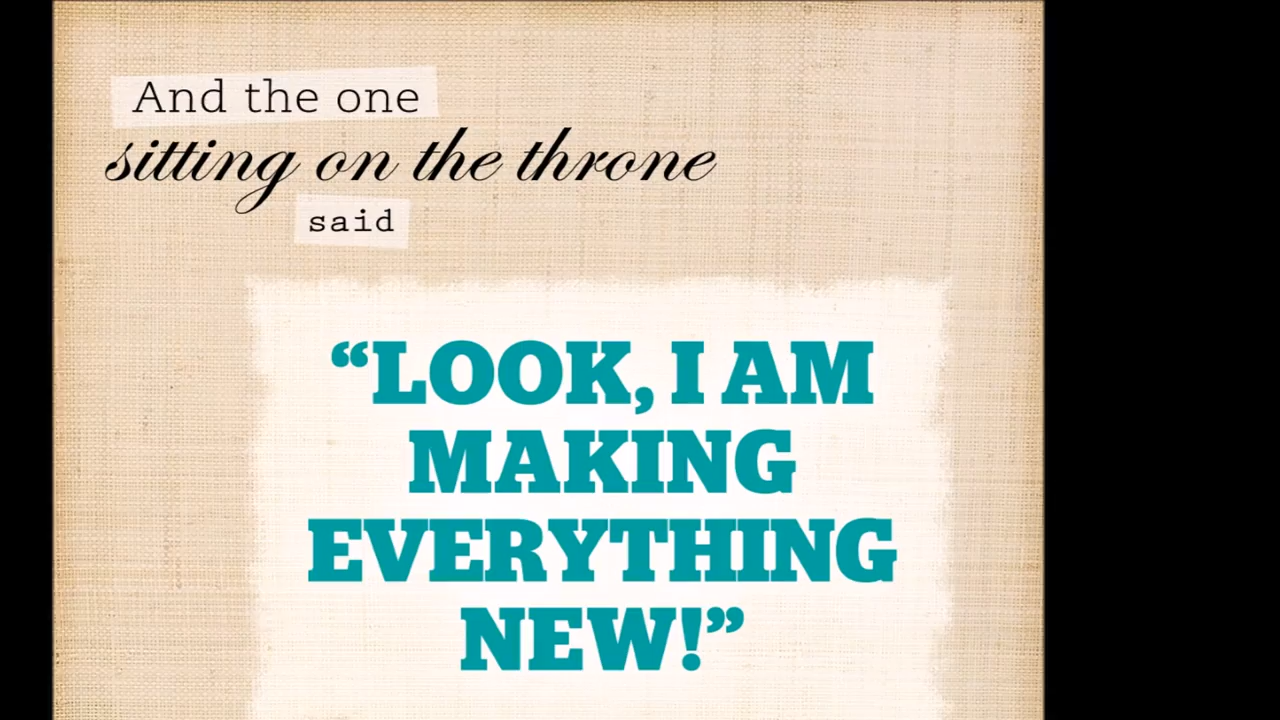 And the one
sitting on the throne
said
“LOOK, I AM
MAKING
EVERYTHING
NEW!”